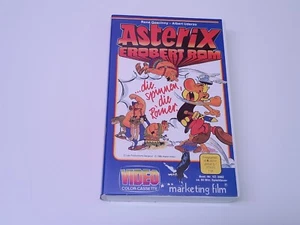 René Goscinny - Albert Uderzo
Asterix
EROBERT ROM
...die
spinnen,
die
Römer.
VIDEO
COLOR-CASSETTE
"marketing film"